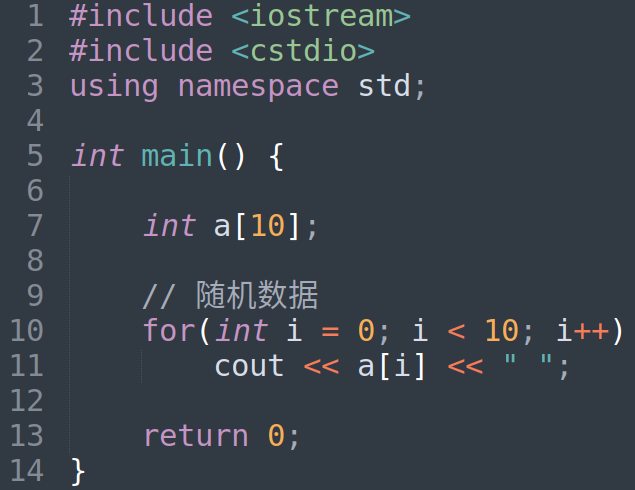 1 #include <iostream>
2 #include <cstdio>
3 using namespace std;
4
5 int main() {
6
7     int a[10];
8
9     // 随机数据
10     for(int i = 0; i < 10; i++)
11         cout << a[i] << " ";
12
13     return 0;
14 }